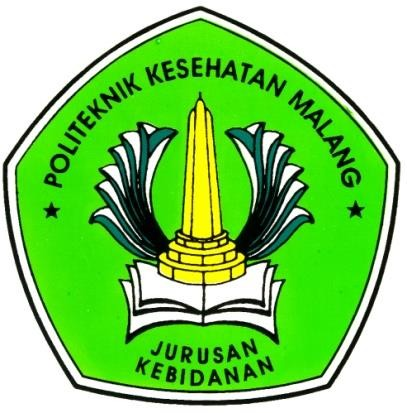 POLITEKNIK KESEHATAN MALANG
JURUSAN
KEBIDANAN